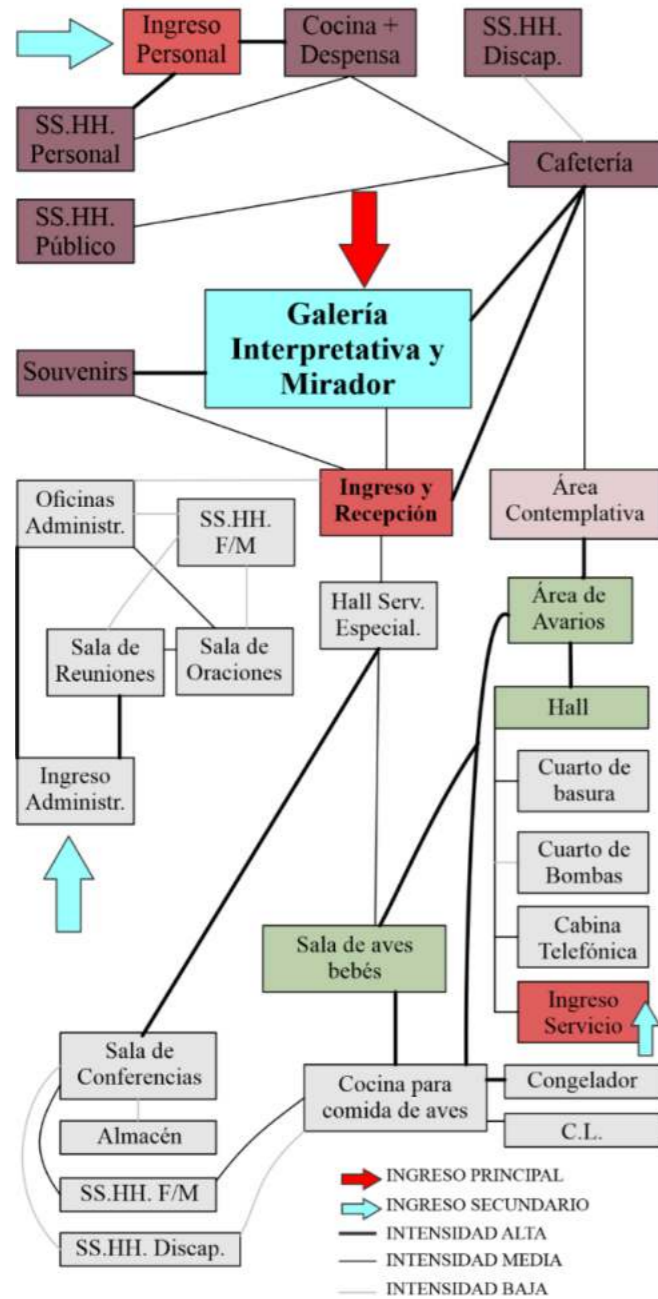 Ingreso
Personal
Cocina +
Despensa
SS.HH.
Discap.
SS.HH.
Personal
Cafetería
SS.HH.
Público
Galería
Interpretativa y
Mirador
Souvenirs
Oficinas
Administr.
SS.HH.
F/M
Ingreso y
Recepción
Área
Contemplativa
Hall Serv.
Especial.
Área de
Avarios
Sala de
Reuniones
Sala de
Oraciones
Hall
Ingreso
Administr.
Cuarto de
basura
Cuarto de
Bombas
Cabina
Telefónica
Sala de aves
bebés
Ingreso
Servicio
Sala de
Conferencias
Cocina para
comida de aves
Congelador
Almacén
C.L.
SS.HH. F/M
SS.HH. Discap.
INGRESO PRINCIPAL
INGRESO SECUNDARIO
INTENSIDAD ALTA
INTENSIDAD MEDIA
INTENSIDAD BAJA